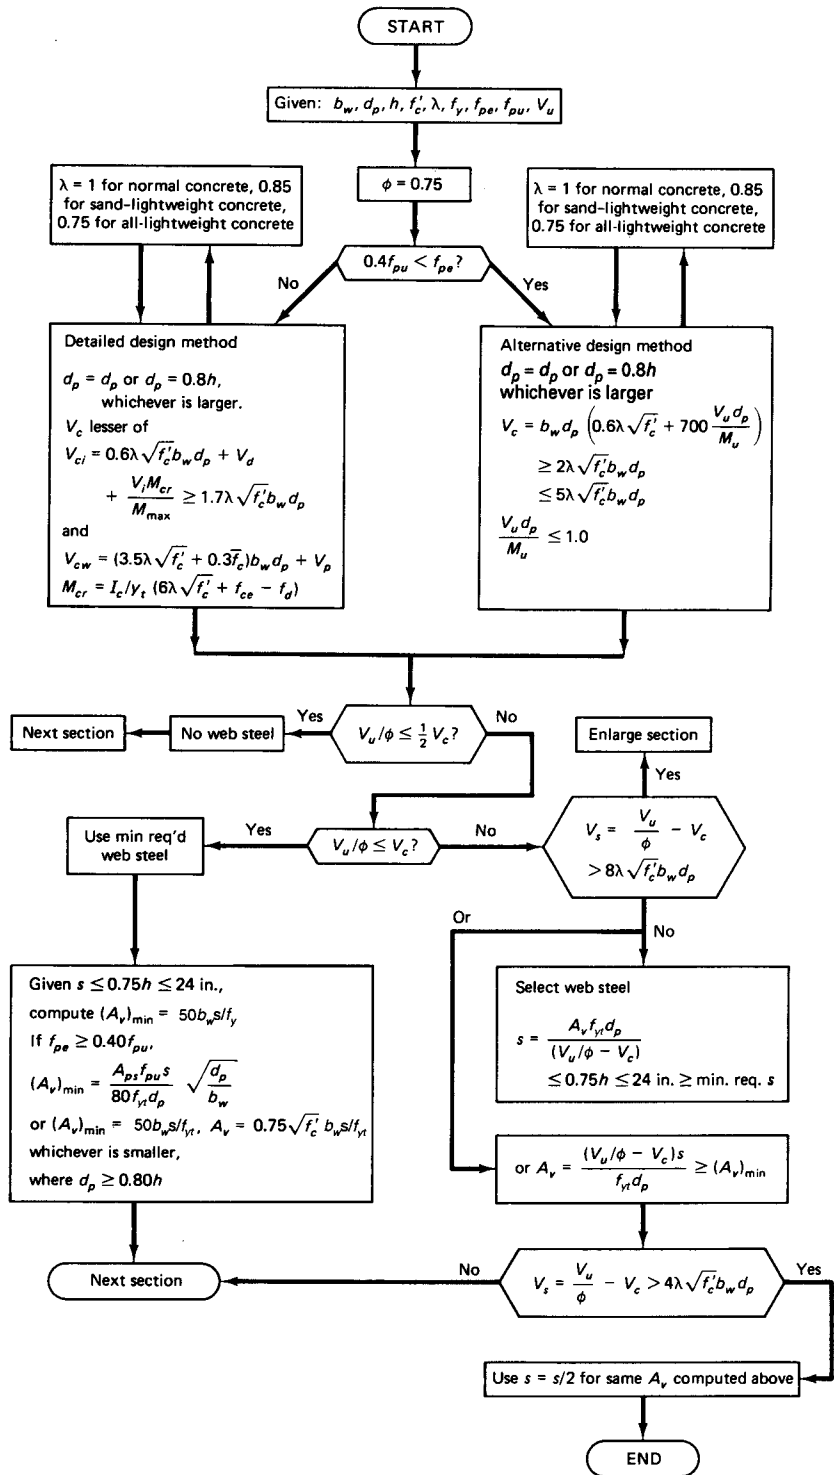 START
Given: b_w, d_p, h, f'_c, λ, f_y, f_pe, f_pu, V_u
ϕ = 0.75
λ = 1 for normal concrete, 0.85
for sand-lightweight concrete,
0.75 for all-lightweight concrete
λ = 1 for normal concrete, 0.85
for sand-lightweight concrete,
0.75 for all-lightweight concrete
0.4f_pu < f_pe?
No
Yes
Detailed design method
d_p = d_p or d_p = 0.8h,
whichever is larger.
V_c lesser of
V_ci = 0.6λ√f'_c b_w d_p + V_d
+ V_i M_cr / M_max ≥ 1.7λ√f'_c b_w d_p
and
V_cw = (3.5λ√f'_c + 0.3f̄_c)b_w d_p + V_p
M_cr = I_c/y_t (6λ√f'_c + f_ce − f_d)
Alternative design method
d_p = d_p or d_p = 0.8h
whichever is larger
V_c = b_w d_p (0.6λ√f'_c + 700 V_u d_p / M_u)
≥ 2λ√f'_c b_w d_p
≤ 5λ√f'_c b_w d_p
V_u d_p / M_u ≤ 1.0
V_u/ϕ ≤ 1/2 V_c?
Yes
No web steel
Next section
No
Enlarge section
Yes
V_u/ϕ ≤ V_c?
Yes
Use min req'd
web steel
No
V_s = V_u / ϕ − V_c
> 8λ√f'_c b_w d_p
Or
No
Given s ≤ 0.75h ≤ 24 in.,
compute (A_v)_min = 50b_w s/f_y
If f_pe ≥ 0.40f_pu,
(A_v)_min = A_ps f_pu s / 80f_yt d_p √(d_p / b_w)
or (A_v)_min = 50b_w s/f_yt, A_v = 0.75√f'_c b_w s/f_yt
whichever is smaller,
where d_p ≥ 0.80h
Select web steel
s = A_v f_yt d_p / (V_u/ϕ − V_c)
≤ 0.75h ≤ 24 in. ≥ min. req. s
or A_v = (V_u/ϕ − V_c)s / f_yt d_p ≥ (A_v)_min
V_s = V_u / ϕ − V_c > 4λ√f'_c b_w d_p
No
Next section
Yes
Use s = s/2 for same A_v computed above
END